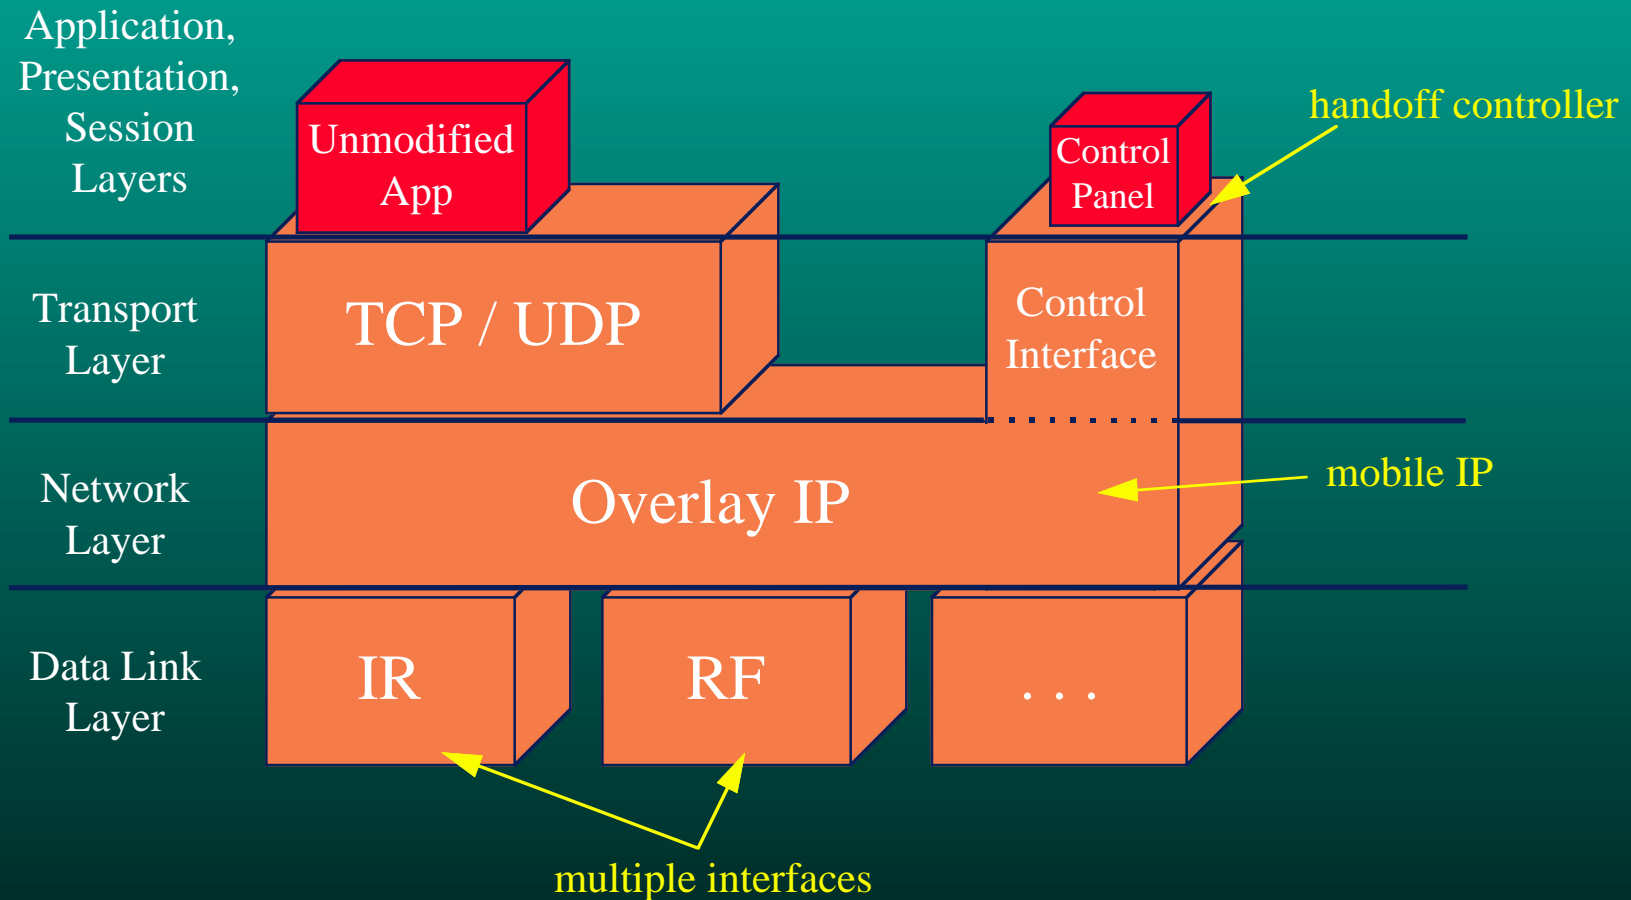 Application,
Presentation,
Session
Layers
Unmodified
App
Control
Panel
handoff controller
Transport
Layer
TCP / UDP
Control
Interface
Network
Layer
Overlay IP
mobile IP
Data Link
Layer
IR
RF
. . .
multiple interfaces